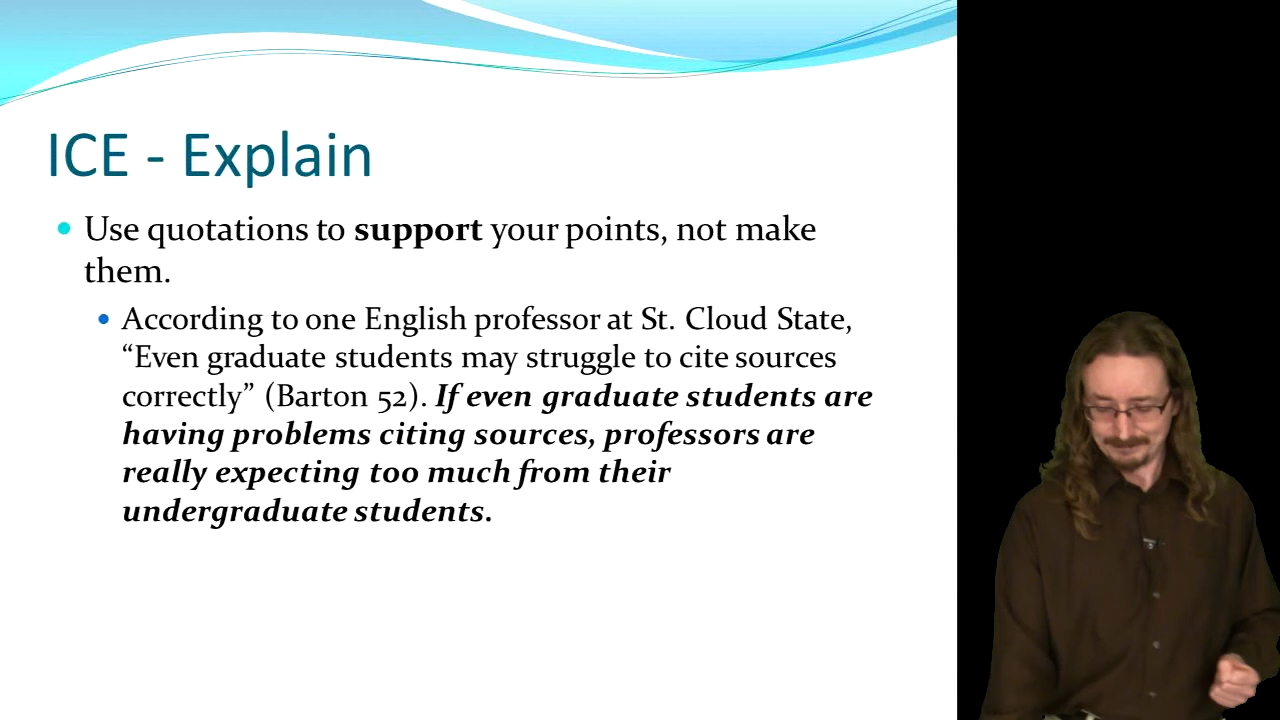 ICE - Explain
Use quotations to support your points, not make
them.
According to one English professor at St. Cloud State,
“Even graduate students may struggle to cite sources
correctly” (Barton 52). If even graduate students are
having problems citing sources, professors are
really expecting too much from their
undergraduate students.